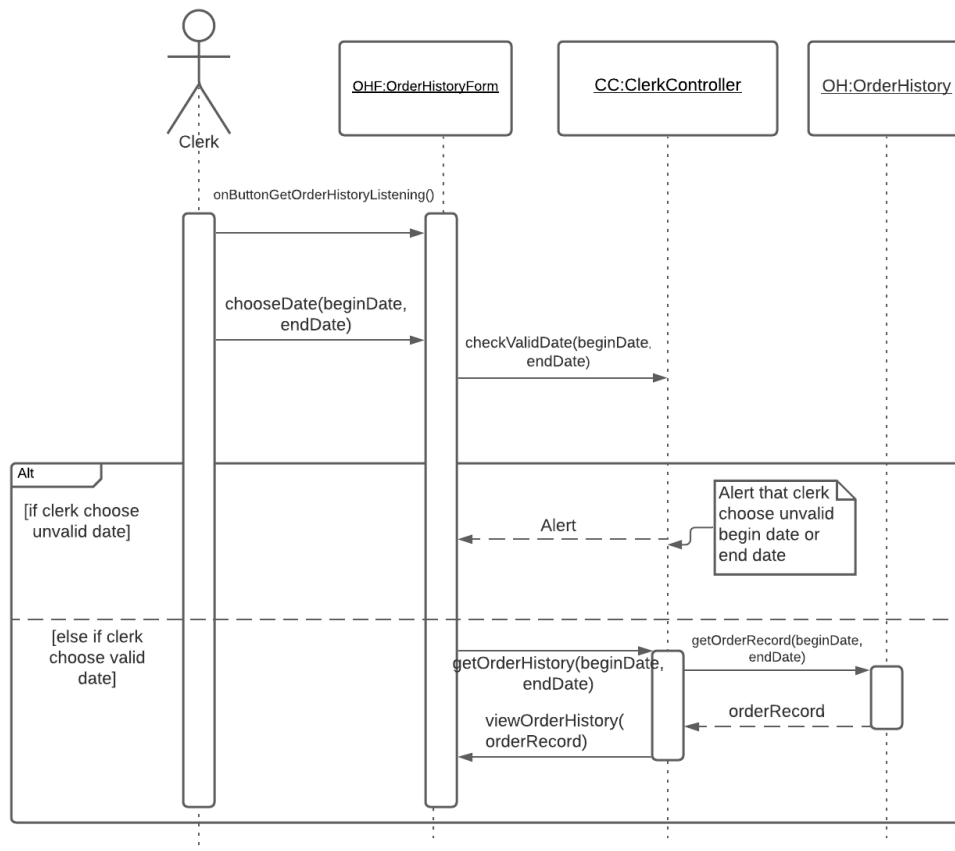 OHF:OrderHistoryForm
CC:ClerkController
OH:OrderHistory
Clerk
onButtonGetOrderHistoryListening()
chooseDate(beginDate,
endDate)
checkValidDate(beginDate,
endDate)
Alt
[if clerk choose
unvalid date]
Alert
Alert that clerk
choose unvalid
begin date or
end date
[else if clerk
choose valid
date]
getOrderHistory(beginDate,
endDate)
getOrderRecord(beginDate,
endDate)
orderRecord
viewOrderHistory(
orderRecord)